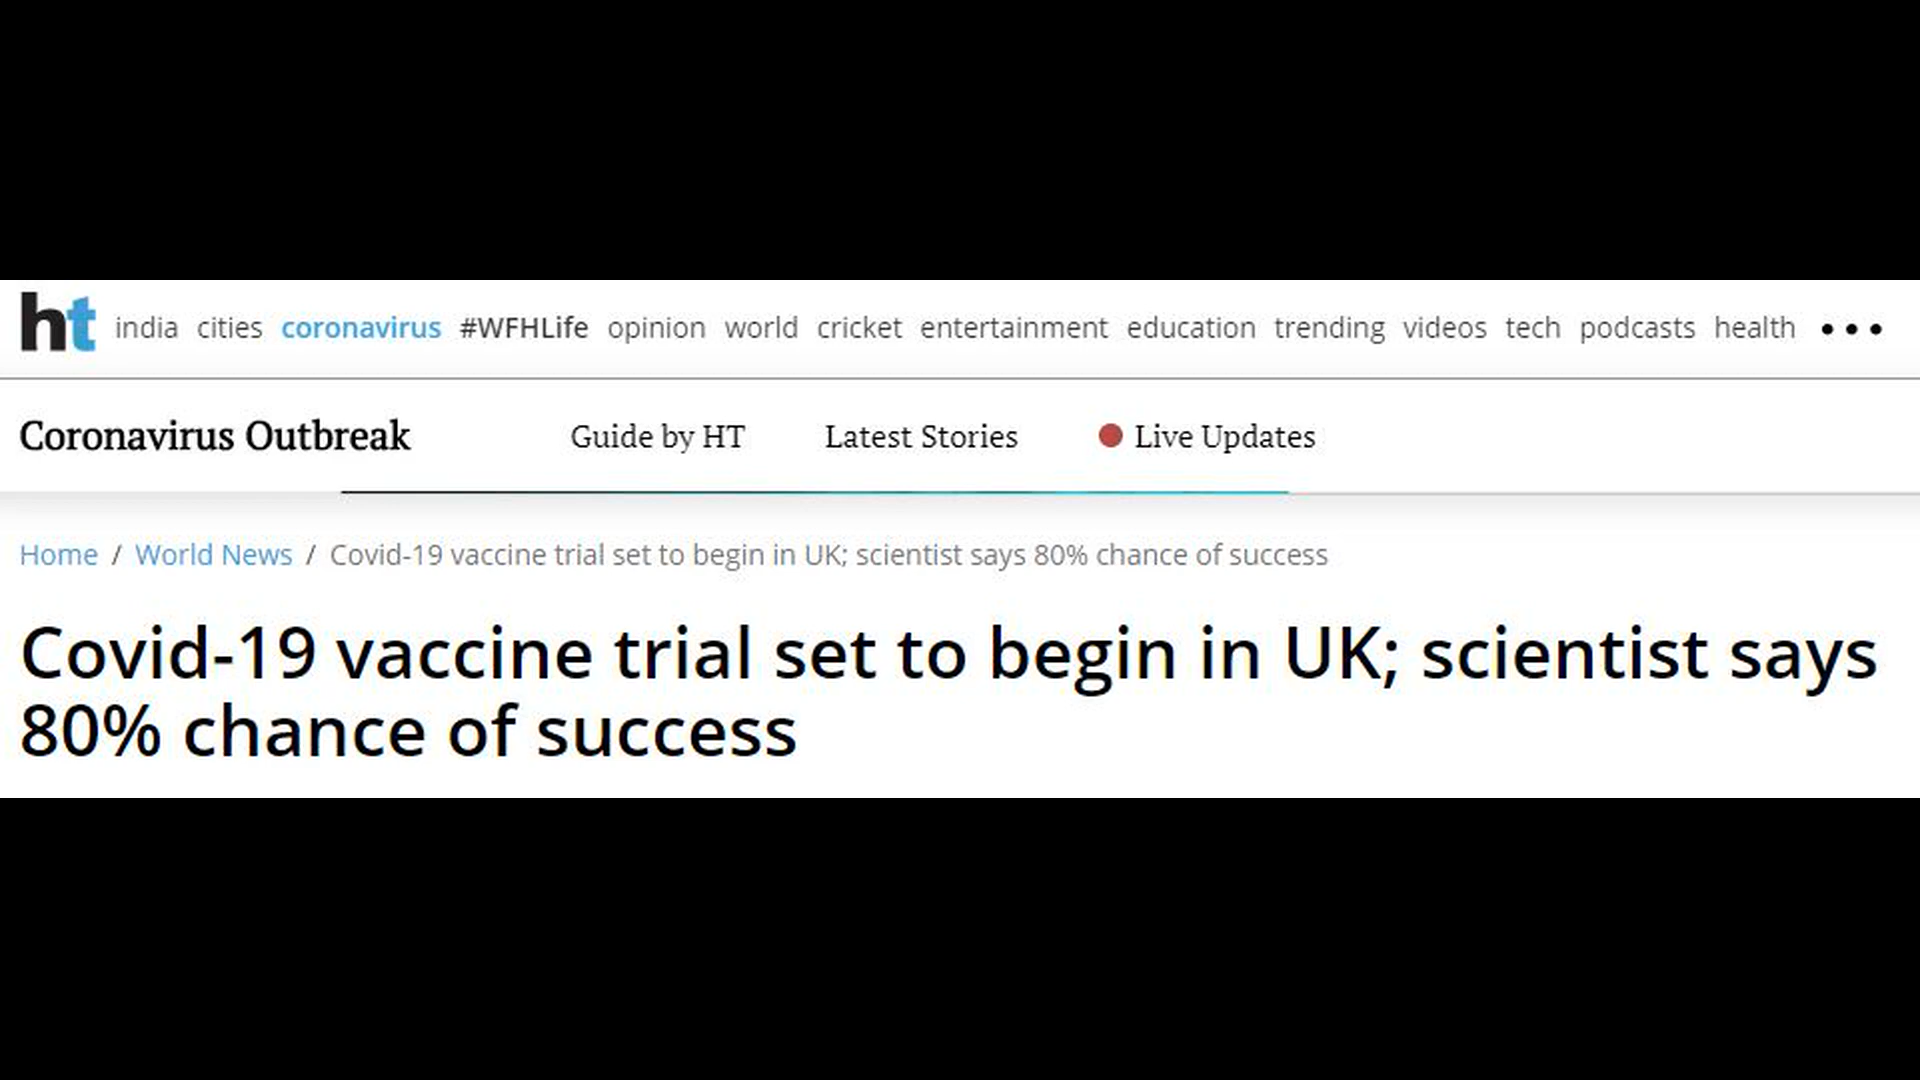 ht india cities coronavirus #WFHLife opinion world cricket entertainment education trending videos tech podcasts health •••
Coronavirus Outbreak Guide by HT Latest Stories Live Updates
Home / World News / Covid-19 vaccine trial set to begin in UK; scientist says 80% chance of success
Covid-19 vaccine trial set to begin in UK; scientist says
80% chance of success